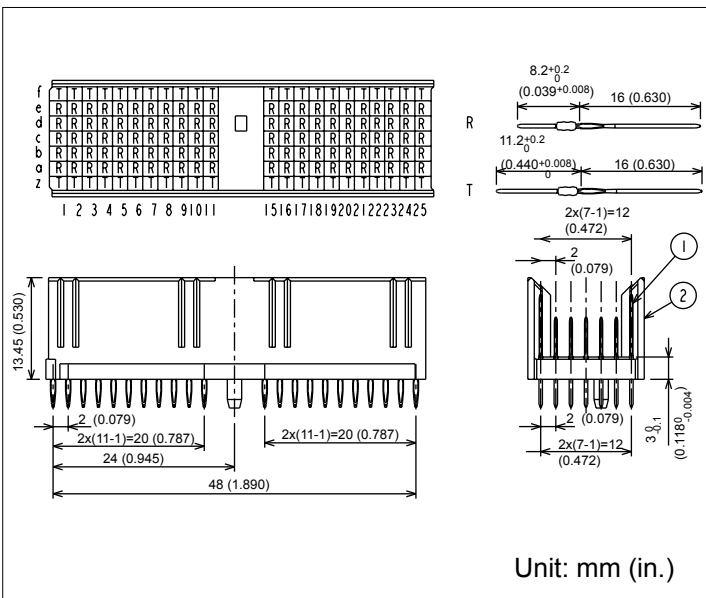 f T T T T T T T T T T T T T T T T T T T T T T
e R R R R R R R R R R R R R R R R R R R R R R
d R R R R R R R R R R R R R R R R R R R R R R
c R R R R R R R R R R R R R R R R R R R R R R
b R R R R R R R R R R R R R R R R R R R R R R
a R R R R R R R R R R R R R R R R R R R R R R
z T T T T T T T T T T T T T T T T T T T T T T
1 2 3 4 5 6 7 8 9 10 11 15 16 17 18 19 20 21 22 23 24 25
8.2+0.2 0
(0.039+0.008)
16 (0.630)
R
11.2+0.2 0
(0.440+0.008 0)
16 (0.630)
T
2x(7-1)=12
(0.472)
2
(0.079)
1
2
13.45 (0.530)
2 (0.079)
2x(11-1)=20 (0.787)
2x(11-1)=20 (0.787)
24 (0.945)
48 (1.890)
2 (0.079)
2x(7-1)=12
(0.472)
3 0 -0.1
(0.118 0 -0.004)
Unit: mm (in.)